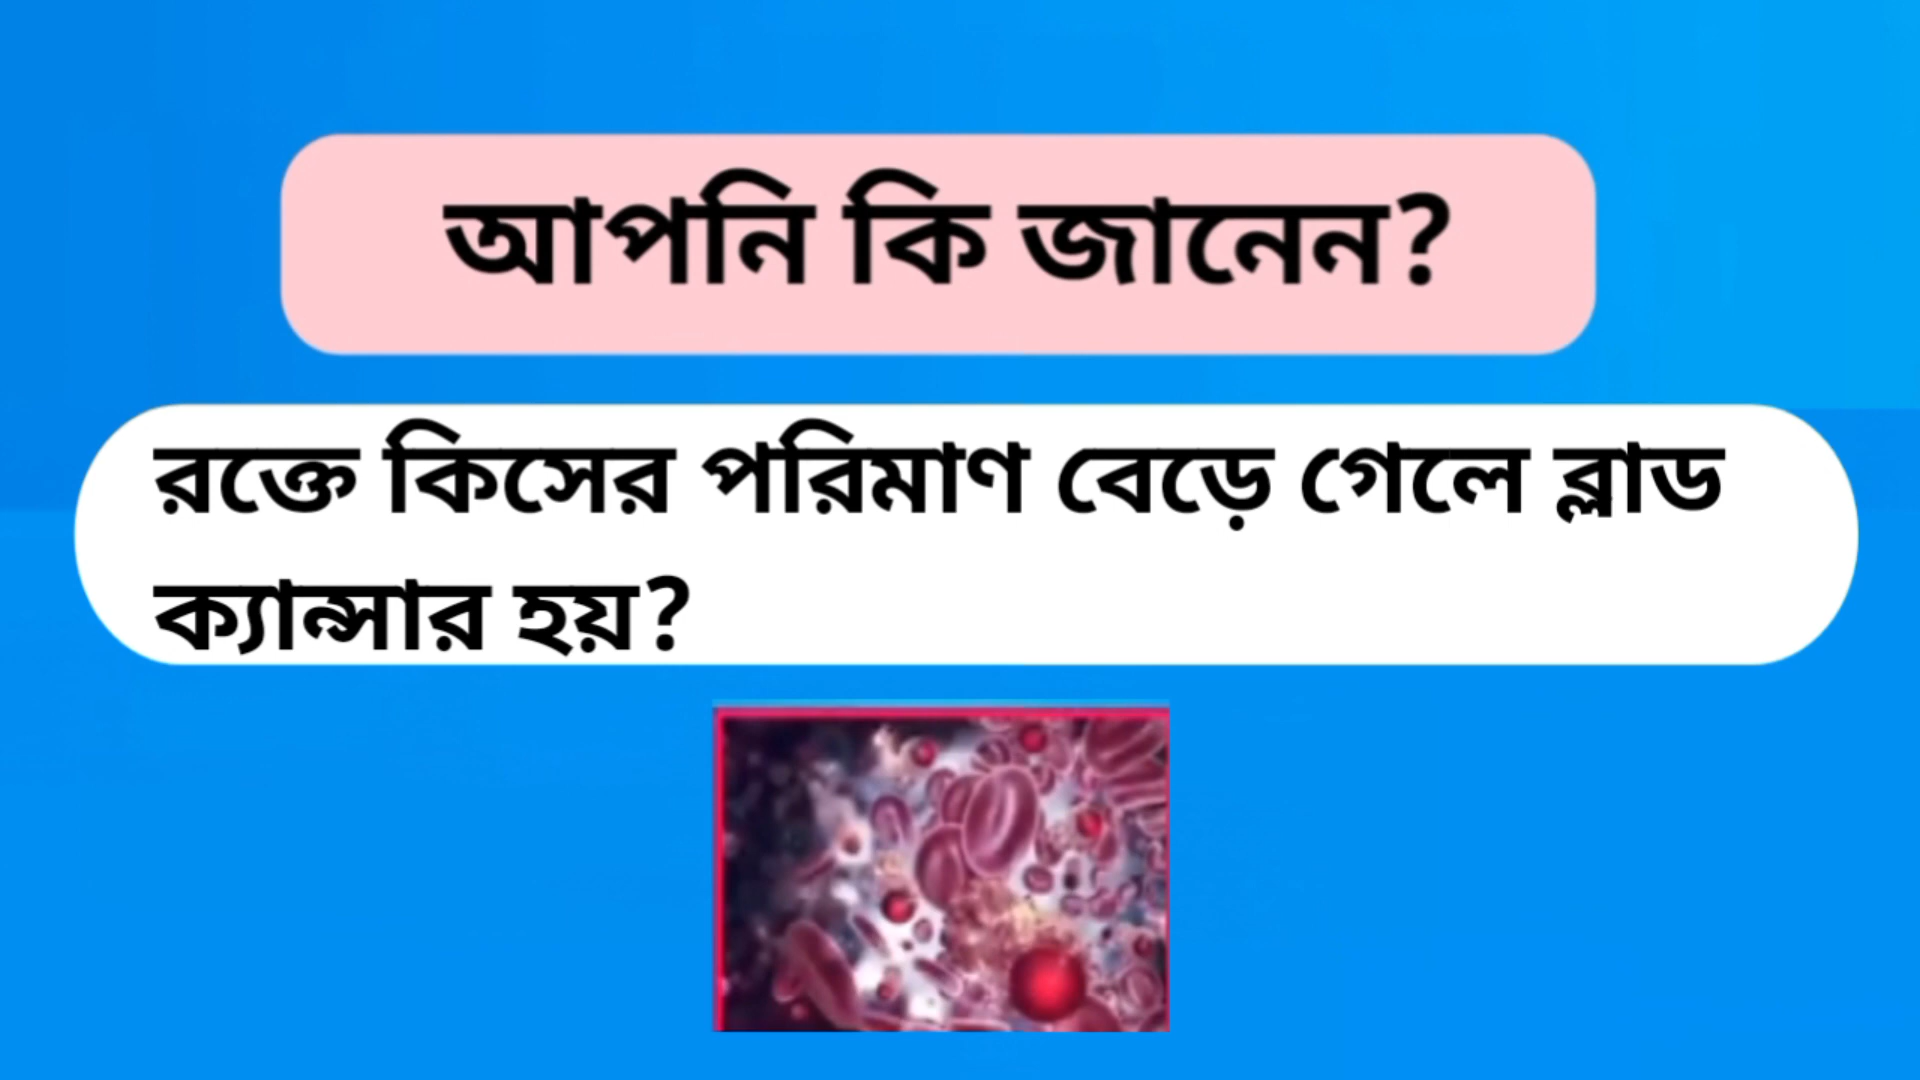 আপনি কি জানেন?
রক্তে কিসের পরিমাণ বেড়ে গেলে ব্লাড
ক্যান্সার হয়?